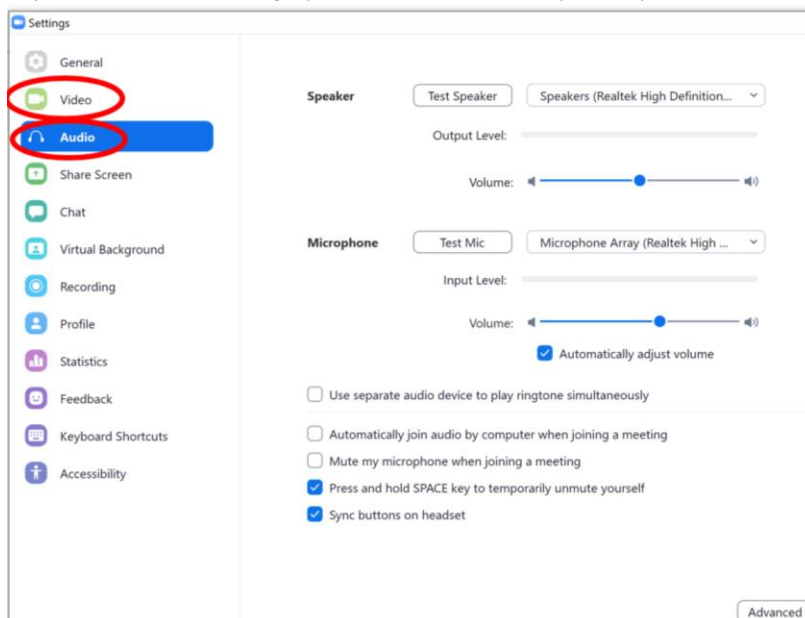 Settings
General
Video
Audio
Share Screen
Chat
Virtual Background
Recording
Profile
Statistics
Feedback
Keyboard Shortcuts
Accessibility
Speaker Test Speaker Speakers (Realtek High Definition...
Output Level:
Volume:
Microphone Test Mic Microphone Array (Realtek High ...
Input Level:
Volume:
Automatically adjust volume
Use separate audio device to play ringtone simultaneously
Automatically join audio by computer when joining a meeting
Mute my microphone when joining a meeting
Press and hold SPACE key to temporarily unmute yourself
Sync buttons on headset
Advanced